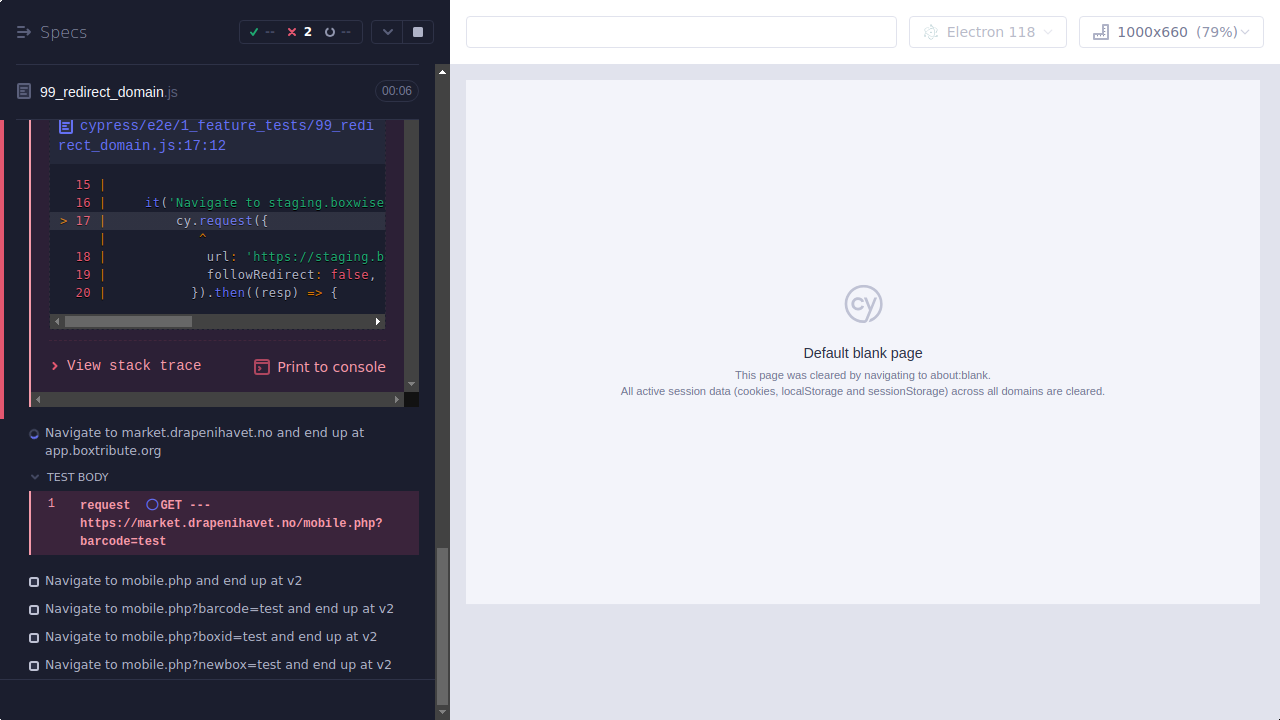 Specs
-- 2 --
99_redirect_domain.js 00:06
cypress/e2e/1_feature_tests/99_redi
rect_domain.js:17:12
15 |
16 | it('Navigate to staging.boxwise
> 17 | cy.request({
| ^
18 | url: 'https://staging.b
19 | followRedirect: false,
20 | }).then((resp) => {
View stack trace
Print to console
Navigate to market.drapenihavet.no and end up at
app.boxtribute.org
TEST BODY
1 request GET ---
https://market.drapenihavet.no/mobile.php?
barcode=test
Navigate to mobile.php and end up at v2
Navigate to mobile.php?barcode=test and end up at v2
Navigate to mobile.php?boxid=test and end up at v2
Navigate to mobile.php?newbox=test and end up at v2
Electron 118
1000x660 (79%)
cy
Default blank page
This page was cleared by navigating to about:blank.
All active session data (cookies, localStorage and sessionStorage) across all domains are cleared.